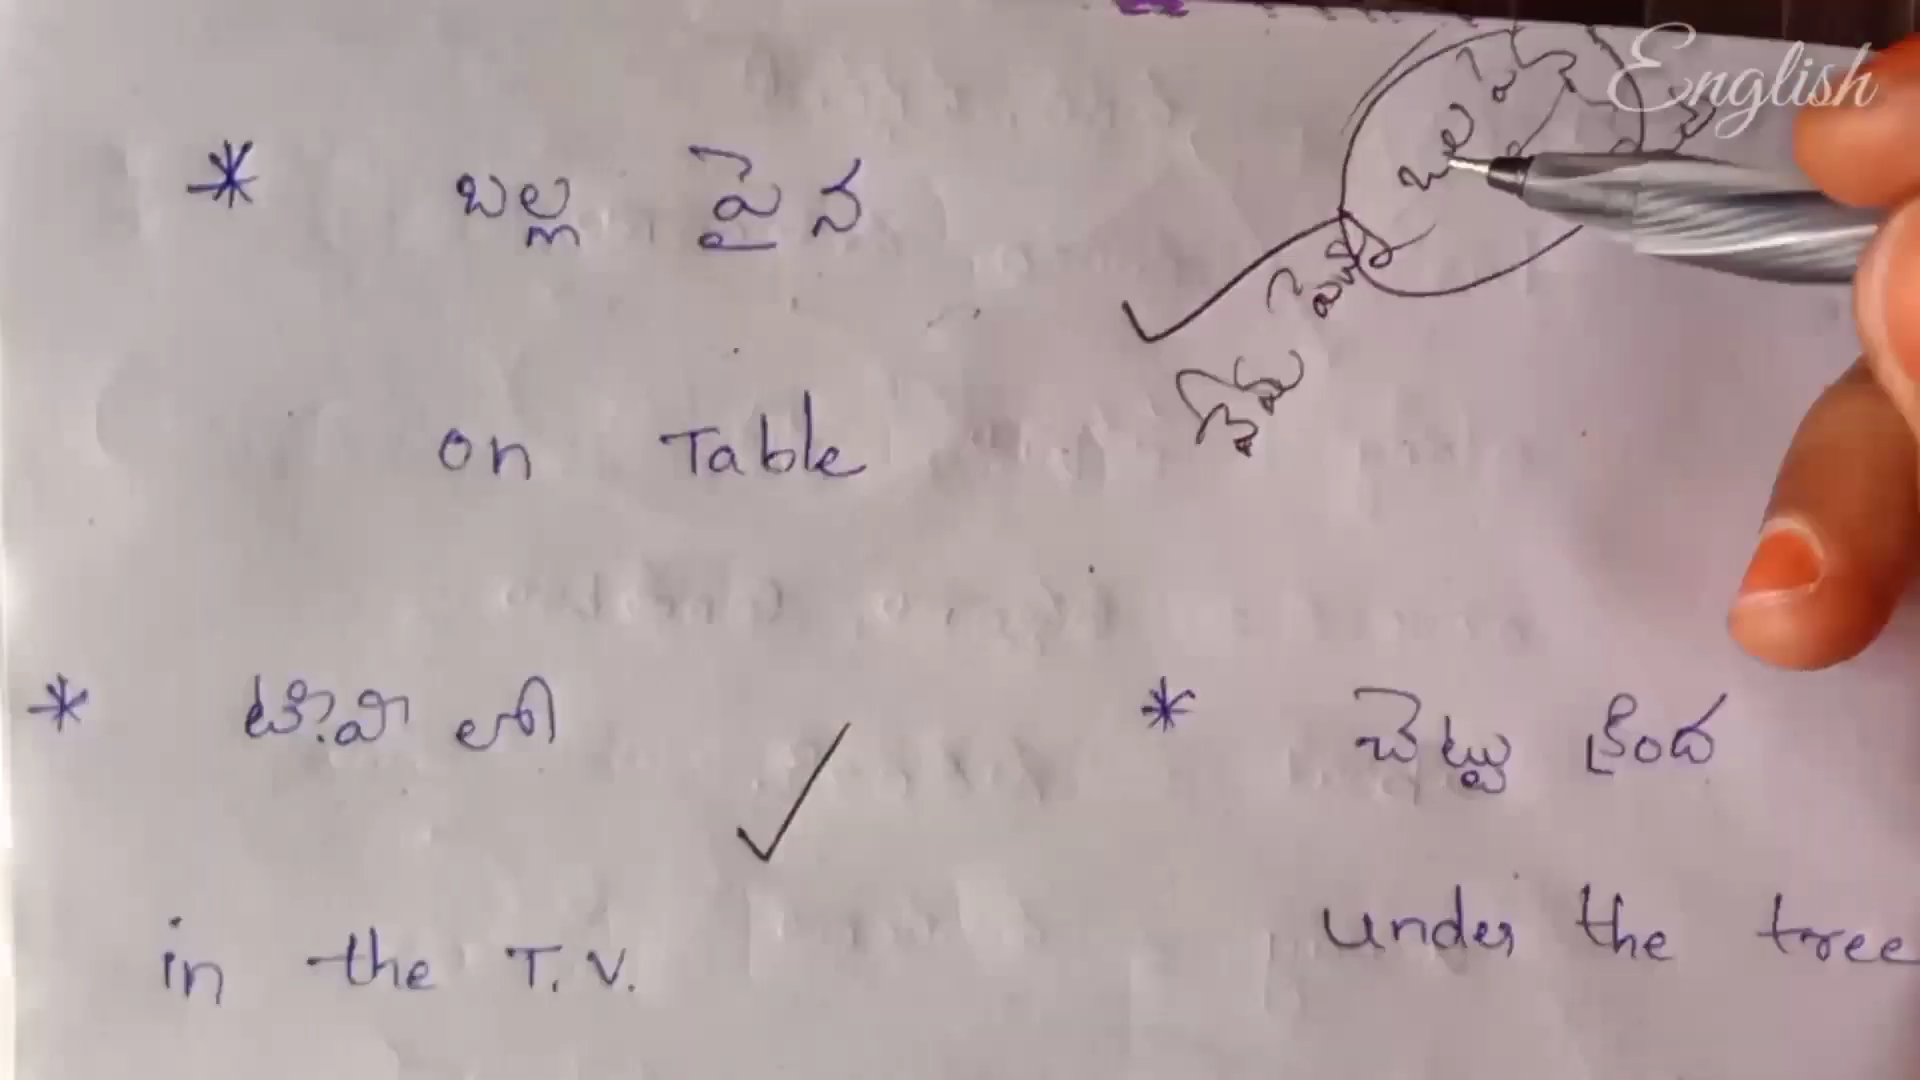 English
* బల్ల పైన
on Table
* టి.వి లో
in the T.V.
* చెట్టు క్రింద
under the tree